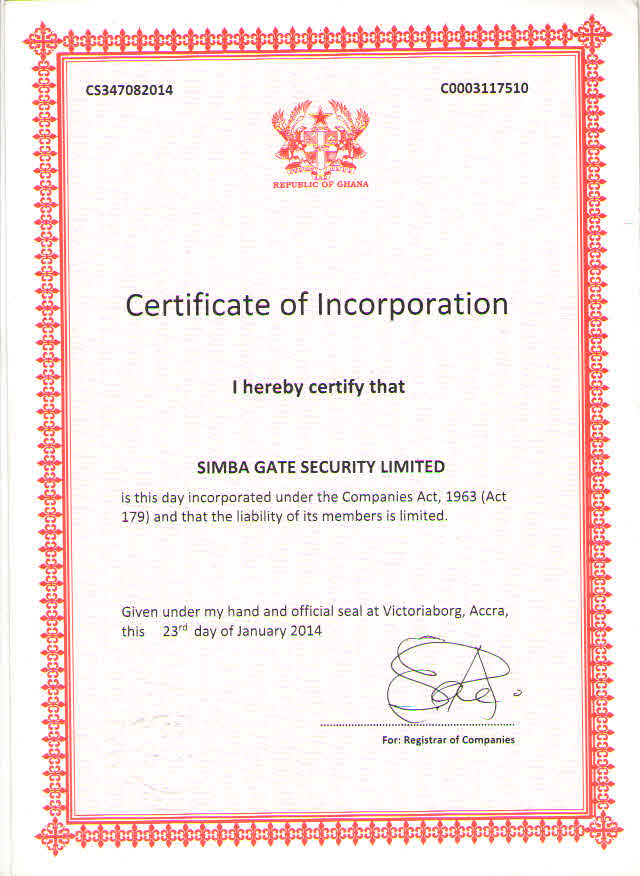 CS347082014
C0003117510
REPUBLIC OF GHANA
Certificate of Incorporation
I hereby certify that
SIMBA GATE SECURITY LIMITED
is this day incorporated under the Companies Act, 1963 (Act
179) and that the liability of its members is limited.
Given under my hand and official seal at Victoriaborg, Accra,
this 23rd day of January 2014
For: Registrar of Companies